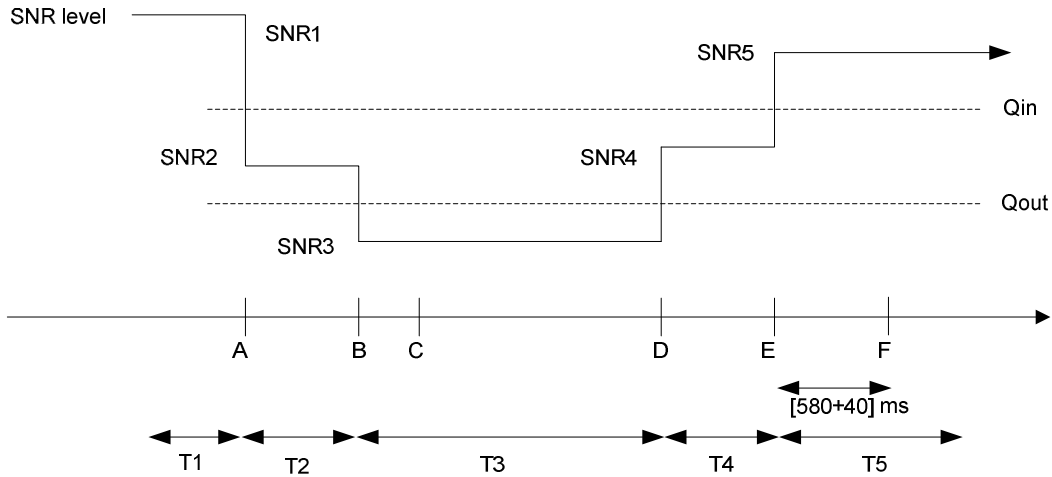 SNR level
SNR1
SNR5
Qin
SNR2
SNR4
Qout
SNR3
A B C D E F
[580+40] ms
T1 T2 T3 T4 T5